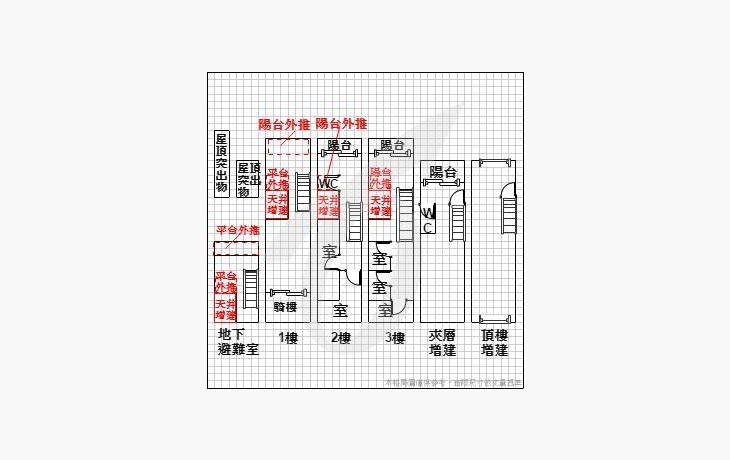 陽台外推
陽台外推
屋頂突出物
屋頂突出物
陽台
陽台
陽台
平台外推
WC
陽台外推
天井增建
天井增建
天井增建
WC
平台外推
室
室
室
平台外推
天井增建
騎樓
室
室
地下避難室
1樓
2樓
3樓
夾層增建
頂樓增建
本格局圖僅供參考，實際尺寸依丈量為準